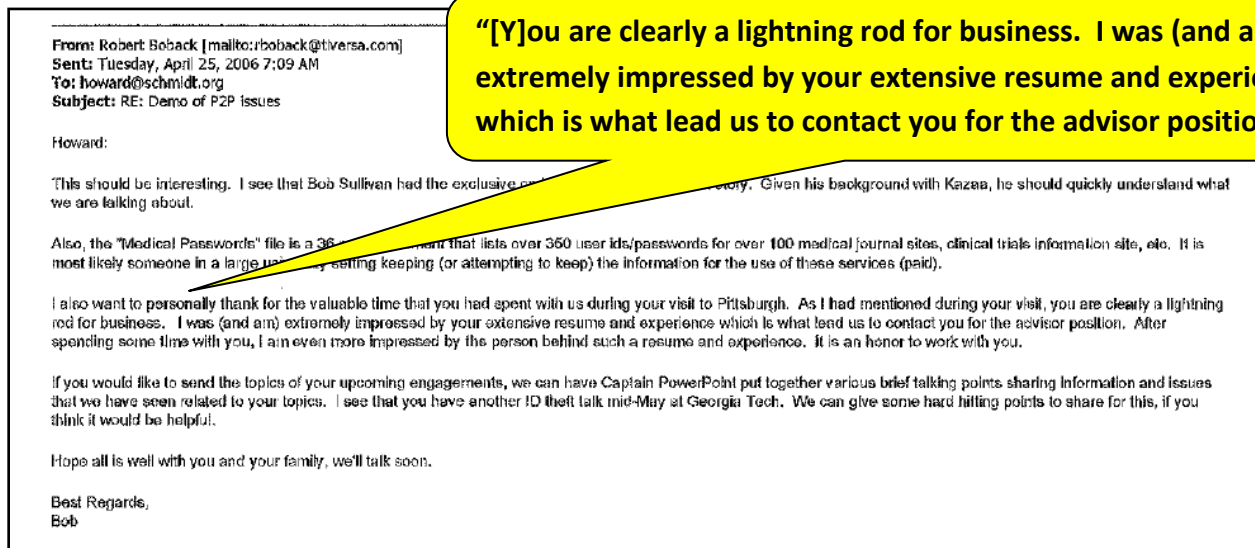 "[Y]ou are clearly a lightning rod for business. I was (and a
extremely impressed by your extensive resume and experie
which is what lead us to contact you for the advisor positio
From: Robert Boback [mailto:rboback@tiversa.com]
Sent: Tuesday, April 25, 2006 7:09 AM
To: howard@schmidt.org
Subject: RE: Demo of P2P issues
Howard:
This should be interesting. I see that Bob Sullivan had the exclusive Given his background with Kazaa, he should quickly understand what
we are talking about.
Also, the "Medical Passwords" file is a that lists over 350 user ids/passwords for over 100 medical journal sites, clinical trials information site, etc. It is
most likely someone in a large setting keeping (or attempting to keep) the information for the use of these services (paid).
I also want to personally thank for the valuable time that you had spent with us during your visit to Pittsburgh. As I had mentioned during your visit, you are clearly a lightning
rod for business. I was (and am) extremely impressed by your extensive resume and experience which is what lead us to contact you for the advisor position. After
spending some time with you, I am even more impressed by the person behind such a resume and experience. It is an honor to work with you.
If you would like to send the topics of your upcoming engagements, we can have Captain PowerPoint put together various brief talking points sharing information and issues
that we have seen related to your topics. I see that you have another ID theft talk mid-May at Georgia Tech. We can give some hard hitting points to share for this, if you
think it would be helpful.
Hope all is well with you and your family, we'll talk soon.
Best Regards,
Bob